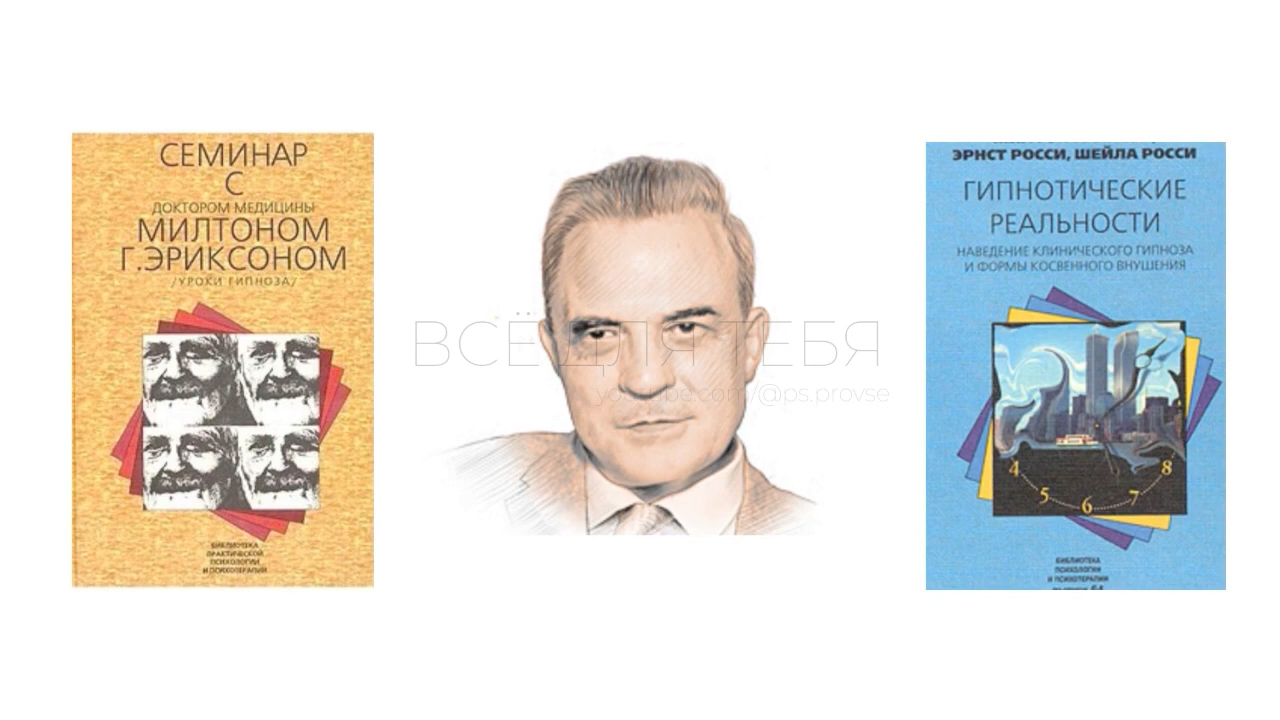 СЕМИНАР
С
ДОКТОРОМ МЕДИЦИНЫ
МИЛТОНОМ
Г.ЭРИКСОНОМ
/УРОКИ ГИПНОЗА/
БИБЛИОТЕКА
ПРАКТИЧЕСКОЙ
ПСИХОЛОГИИ
И ПСИХОТЕРАПИИ
ВСЁ ДЛЯ ТЕБЯ
youtube.com/@ps.provse
ЭРНСТ РОССИ, ШЕЙЛА РОССИ
ГИПНОТИЧЕСКИЕ
РЕАЛЬНОСТИ
НАВЕДЕНИЕ КЛИНИЧЕСКОГО ГИПНОЗА
И ФОРМЫ КОСВЕННОГО ВНУШЕНИЯ
4
5
6
7
8
БИБЛИОТЕКА
ПСИХОЛОГИИ
И ПСИХОТЕРАПИИ